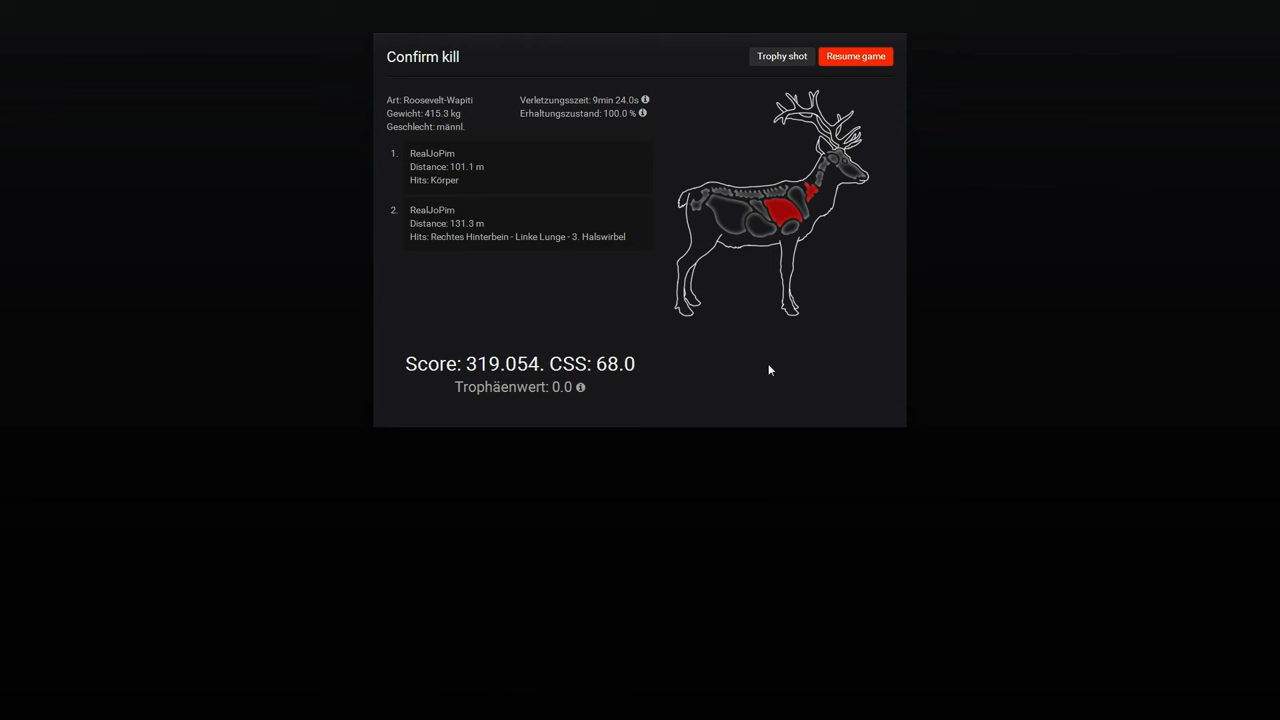 Confirm kill
Trophy shot
Resume game
Art: Roosevelt-Wapiti
Gewicht: 415.3 kg
Geschlecht: männl.
Verletzungsszeit: 9min 24.0s
Erhaltungszustand: 100.0 %
1. RealJoPim
Distance: 101.1 m
Hits: Körper
2. RealJoPim
Distance: 131.3 m
Hits: Rechtes Hinterbein - Linke Lunge - 3. Halswirbel
Score: 319.054. CSS: 68.0
Trophäenwert: 0.0